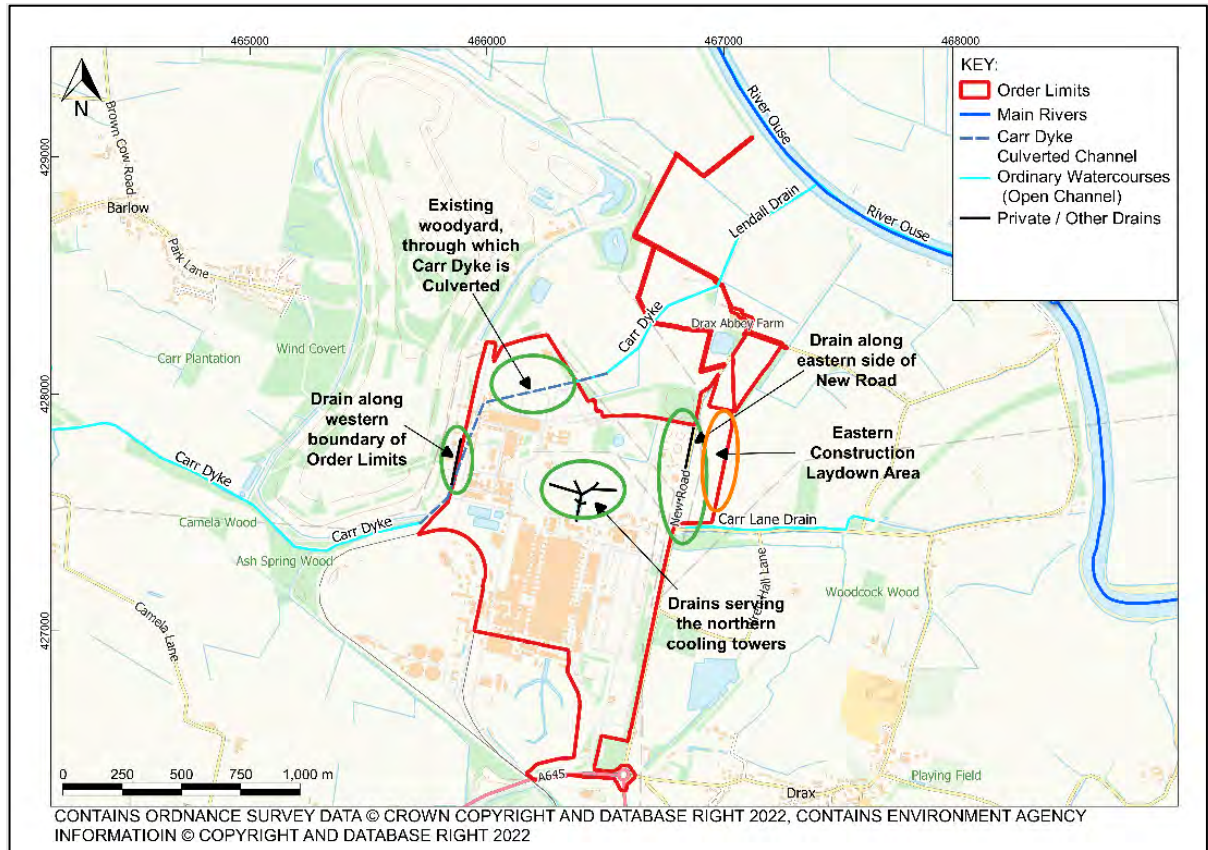 465000
466000
467000
468000
429000
428000
427000
N
KEY:
Order Limits
Main Rivers
Carr Dyke
Culverted Channel
Ordinary Watercourses
(Open Channel)
Private / Other Drains
River Ouse
River Ouse
Lendall Drain
Brown Cow Road
Barlow
Park Lane
Existing
woodyard,
through which
Carr Dyke is
Culverted
Carr Dyke
Drax Abbey Farm
Carr Plantation
Wind Covert
Drain along
eastern side of
New Road
Drain along
western
boundary of
Order Limits
Eastern
Construction
Laydown Area
Carr Dyke
Camela Wood
Carr Dyke
Ash Spring Wood
New Road
Carr Lane Drain
Hall Lane
Woodcock Wood
Drains serving
the northern
cooling towers
Camela Lane
0 250 500 750 1,000 m
A645
Drax
Playing Field
CONTAINS ORDNANCE SURVEY DATA © CROWN COPYRIGHT AND DATABASE RIGHT 2022, CONTAINS ENVIRONMENT AGENCY
INFORMATIOIN © COPYRIGHT AND DATABASE RIGHT 2022